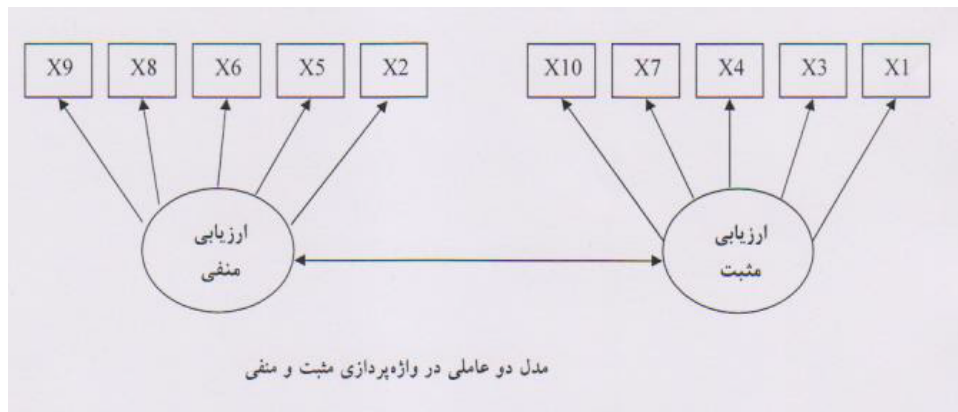 X9 X8 X6 X5 X2 X10 X7 X4 X3 X1
ارزیابی
مثبت
ارزیابی
منفی
مدل دو عاملی در واژه‌پردازی مثبت و منفی